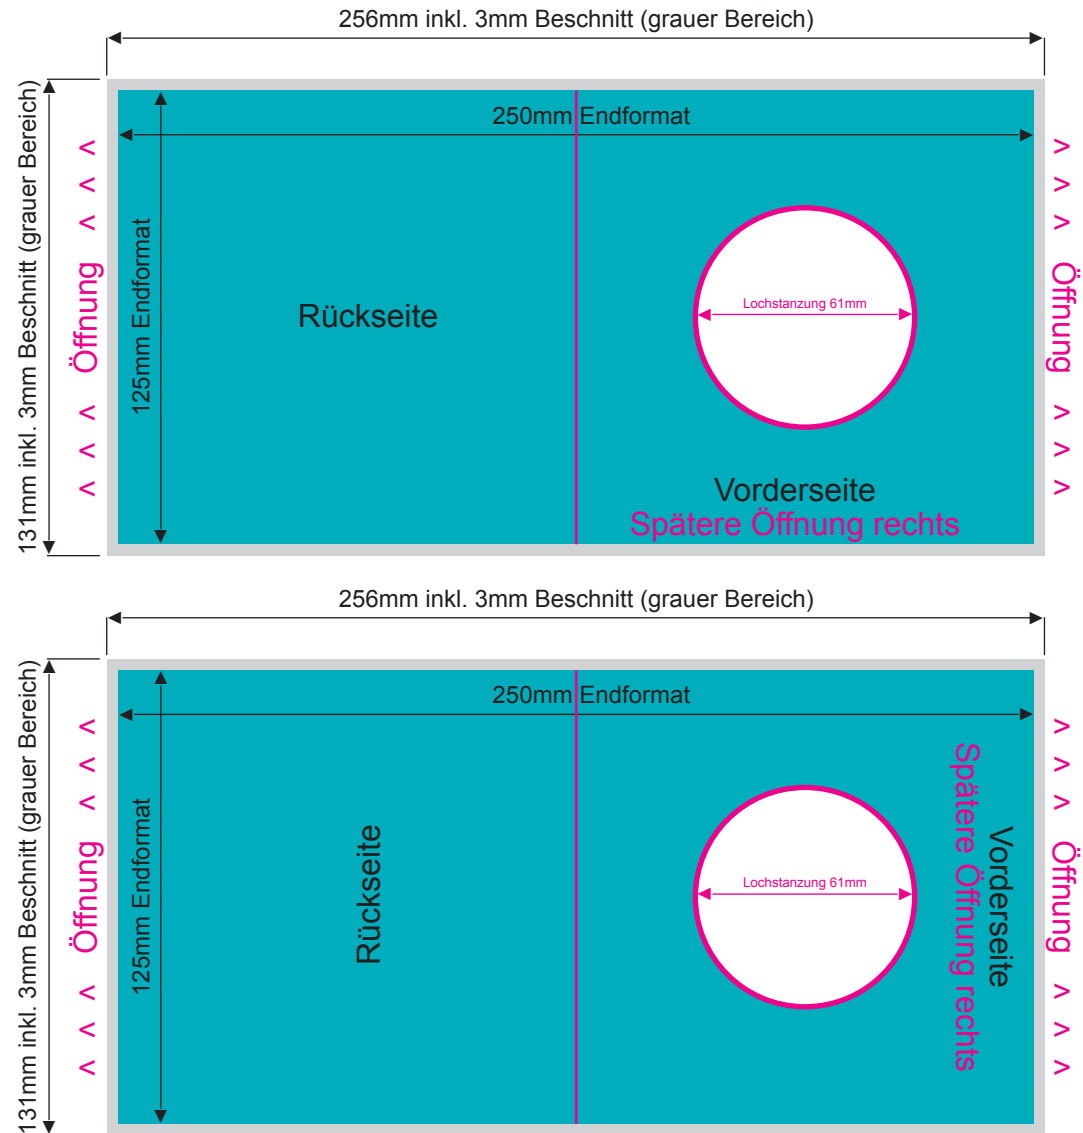 256mm inkl. 3mm Beschnitt (grauer Bereich)
131mm inkl. 3mm Beschnitt (grauer Bereich)
< < < Öffnung < < <
250mm Endformat
125mm Endformat
Rückseite
Lochstanzung 61mm
Vorderseite
Spätere Öffnung rechts
> > > Öffnung > > >
256mm inkl. 3mm Beschnitt (grauer Bereich)
131mm inkl. 3mm Beschnitt (grauer Bereich)
< < < Öffnung < < <
250mm Endformat
125mm Endformat
Rückseite
Lochstanzung 61mm
Vorderseite
Spätere Öffnung rechts
> > > Öffnung > > >